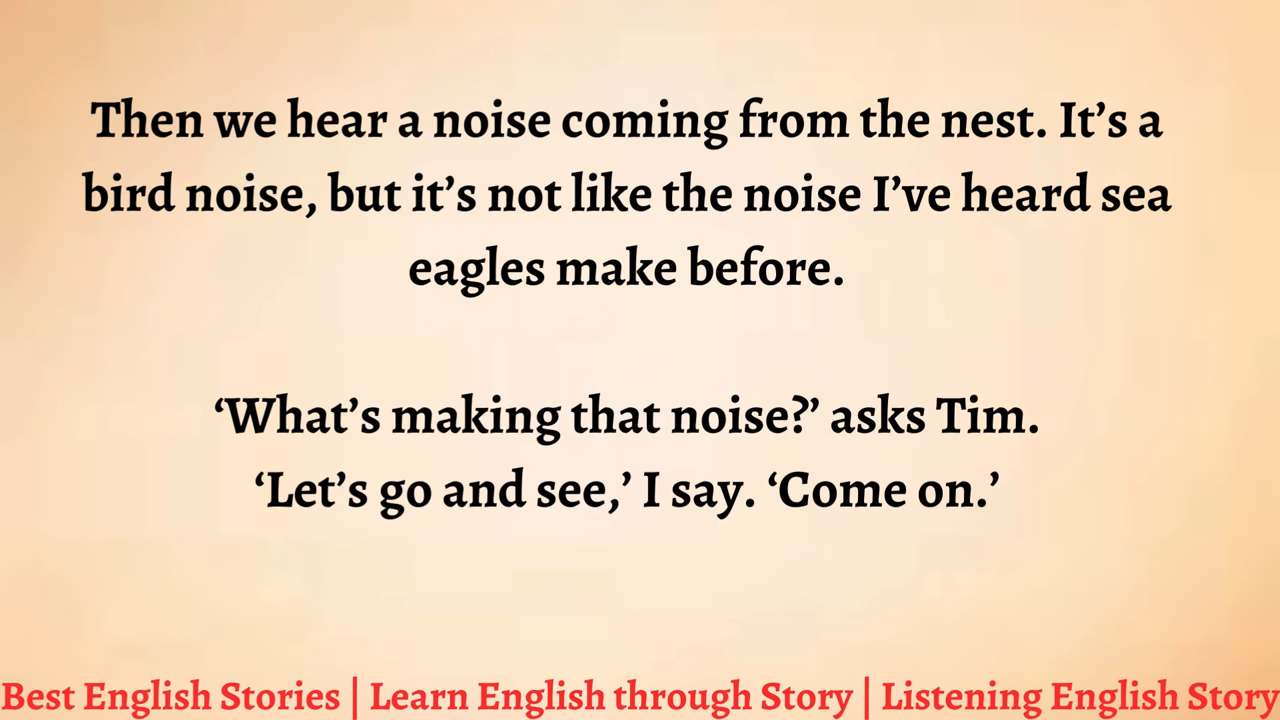 Then we hear a noise coming from the nest. It’s a
bird noise, but it’s not like the noise I’ve heard sea
eagles make before.
‘What’s making that noise?’ asks Tim.
‘Let’s go and see,’ I say. ‘Come on.’
Best English Stories | Learn English through Story | Listening English Story